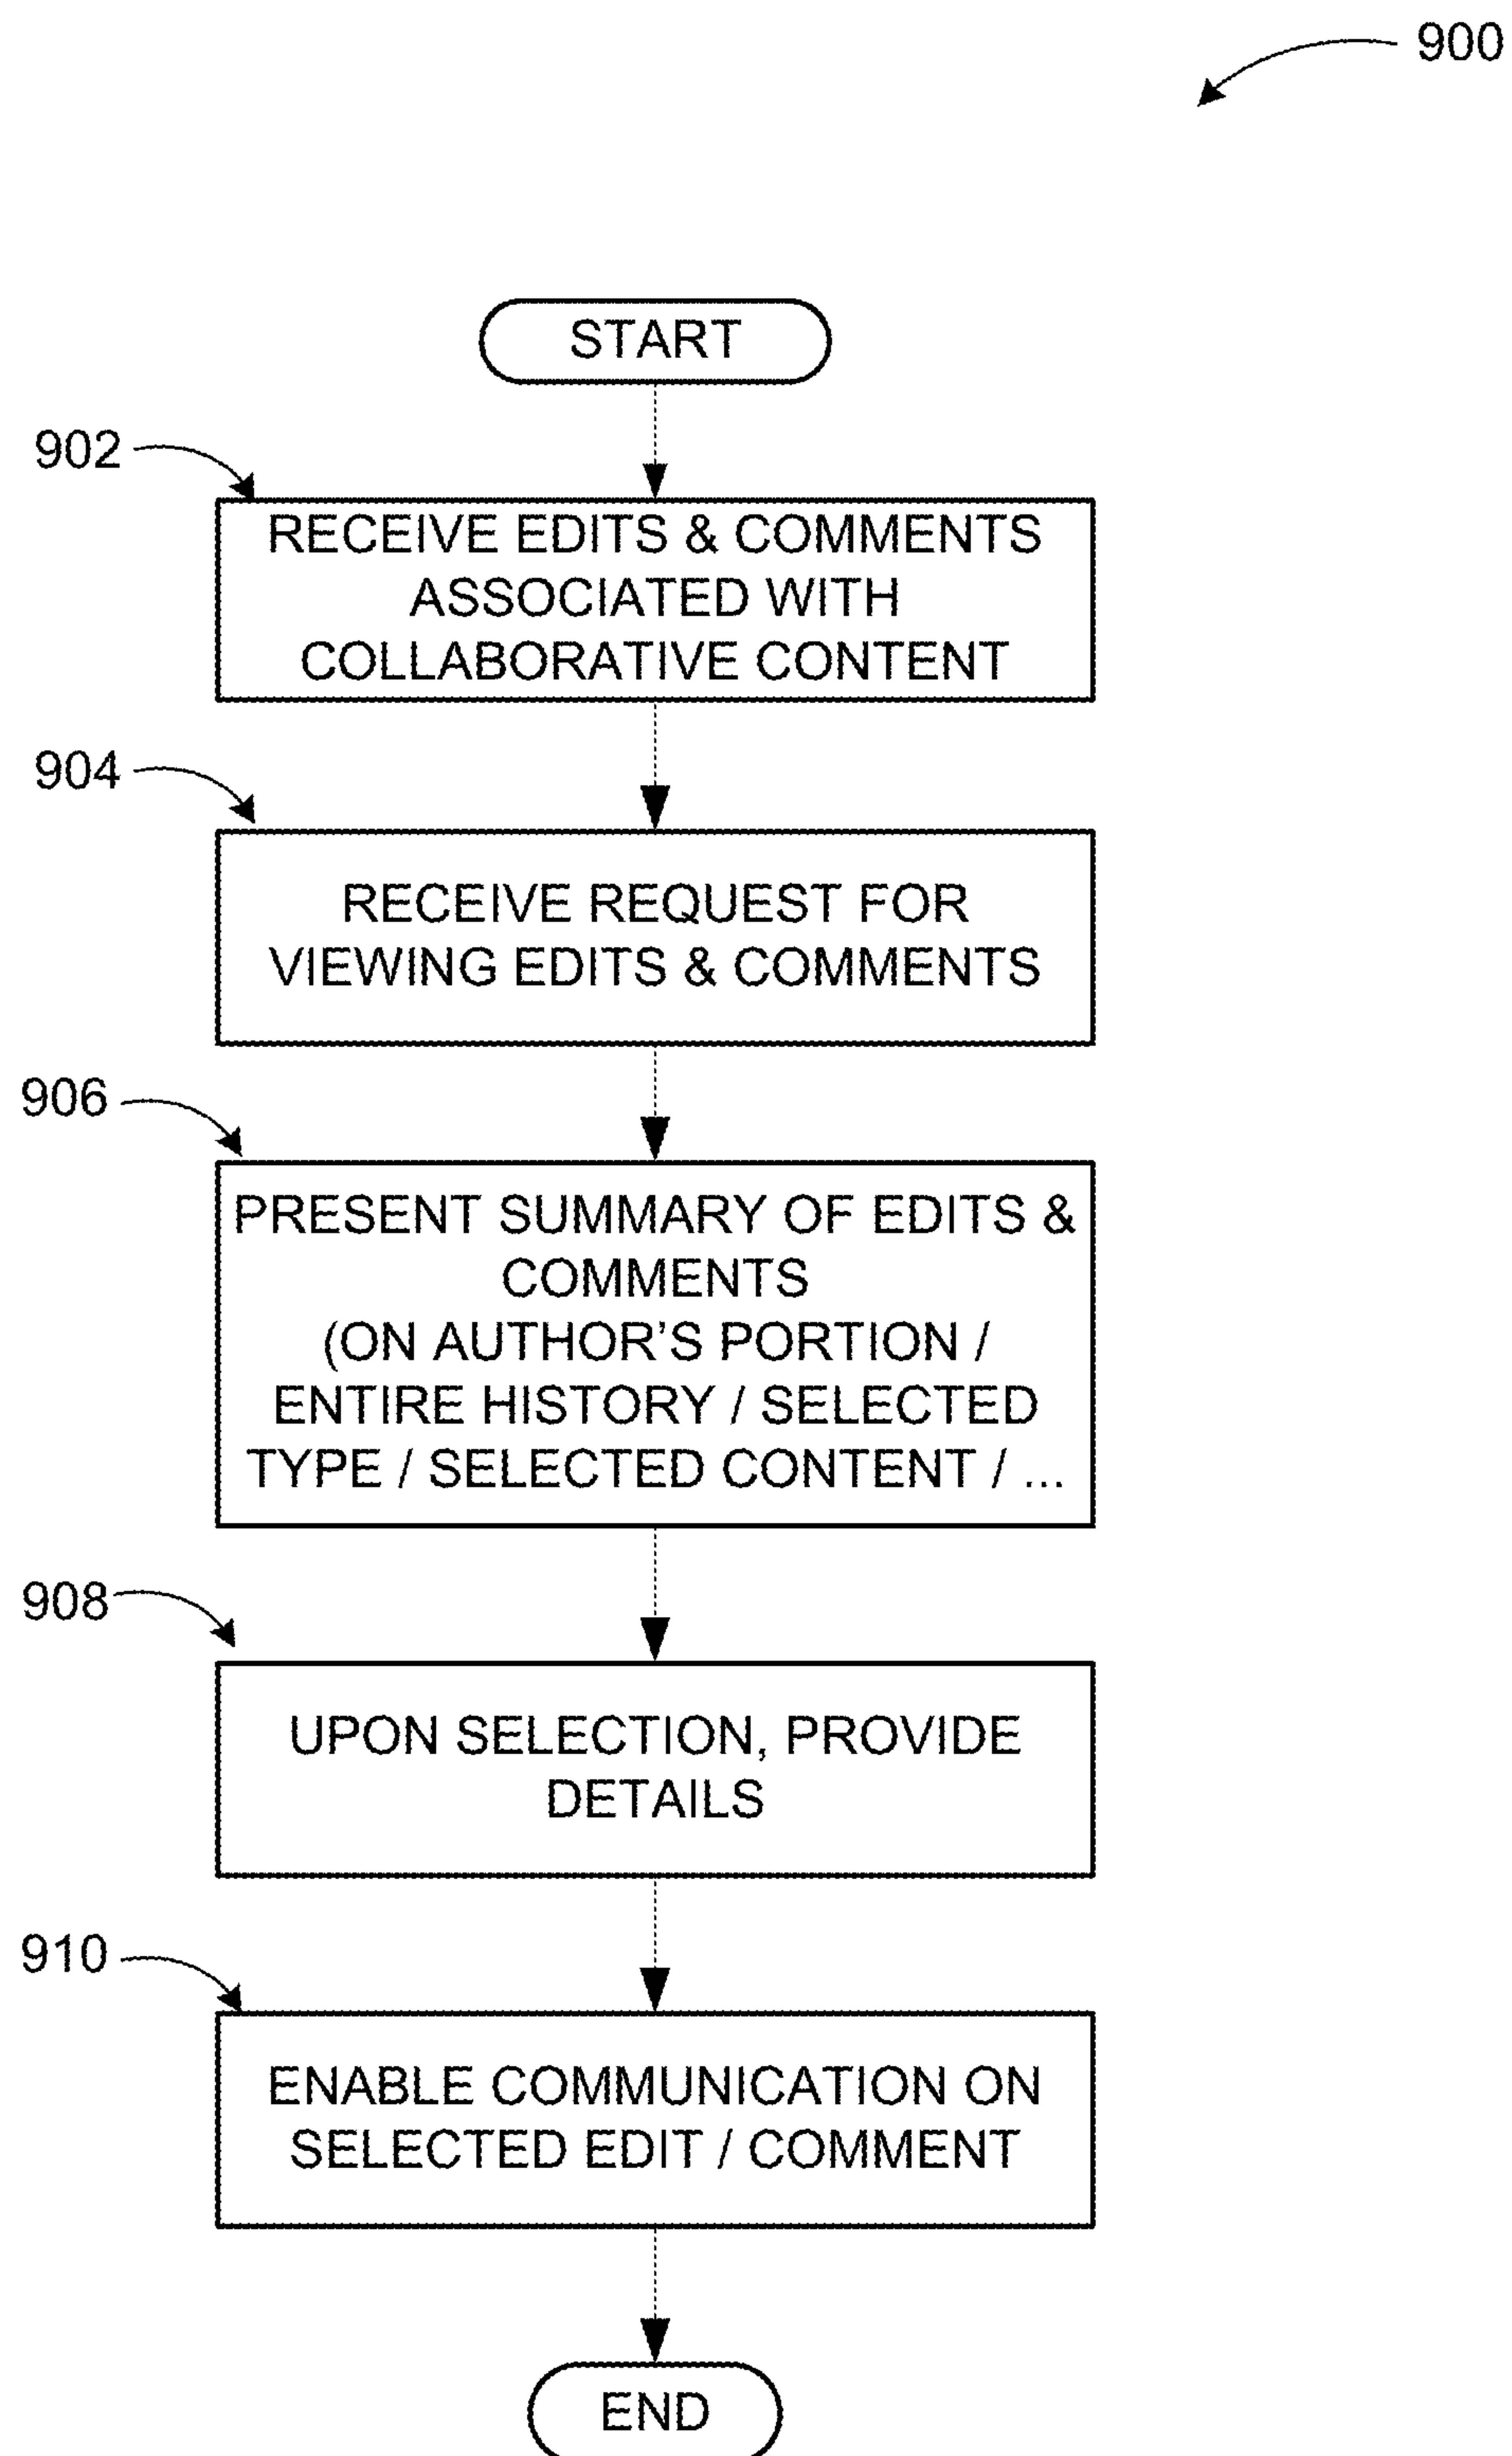 900
START
902
RECEIVE EDITS & COMMENTS
ASSOCIATED WITH
COLLABORATIVE CONTENT
904
RECEIVE REQUEST FOR
VIEWING EDITS & COMMENTS
906
PRESENT SUMMARY OF EDITS &
COMMENTS
(ON AUTHOR’S PORTION /
ENTIRE HISTORY / SELECTED
TYPE / SELECTED CONTENT / ...
908
UPON SELECTION, PROVIDE
DETAILS
910
ENABLE COMMUNICATION ON
SELECTED EDIT / COMMENT
END